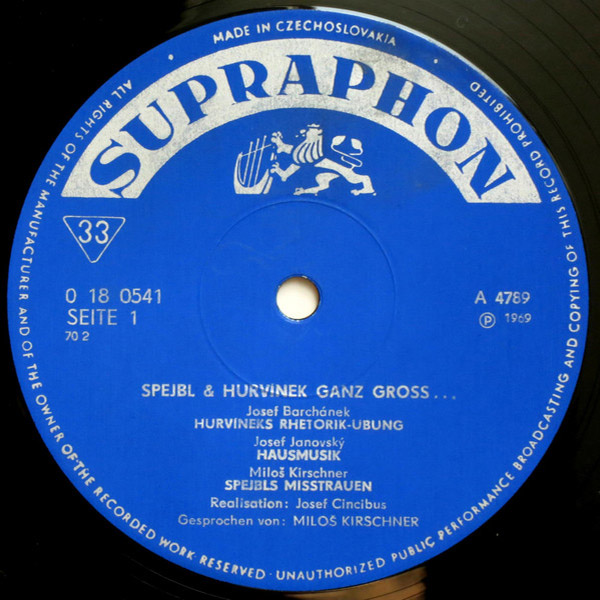 MADE IN CZECHOSLOVAKIA
ALL RIGHTS OF THE MANUFACTURER AND OF THE OWNER OF THE RECORDED WORK RESERVED · UNAUTHORIZED PUBLIC PERFORMANCE BROADCASTING AND COPYING OF THIS RECORD PROHIBITED
SUPRAPHON
33
0 18 0541
SEITE 1
70 2
A 4789
Ⓟ 1969
SPEJBL & HURVÍNEK GANZ GROSS...
Josef Barchánek
HURVINEKS RHETORIK-UBUNG
Josef Janovský
HAUSMUSIK
Miloš Kirschner
SPEJBLS MISSTRAUEN
Realisation: Josef Cincibus
Gesprochen von: MILOŠ KIRSCHNER